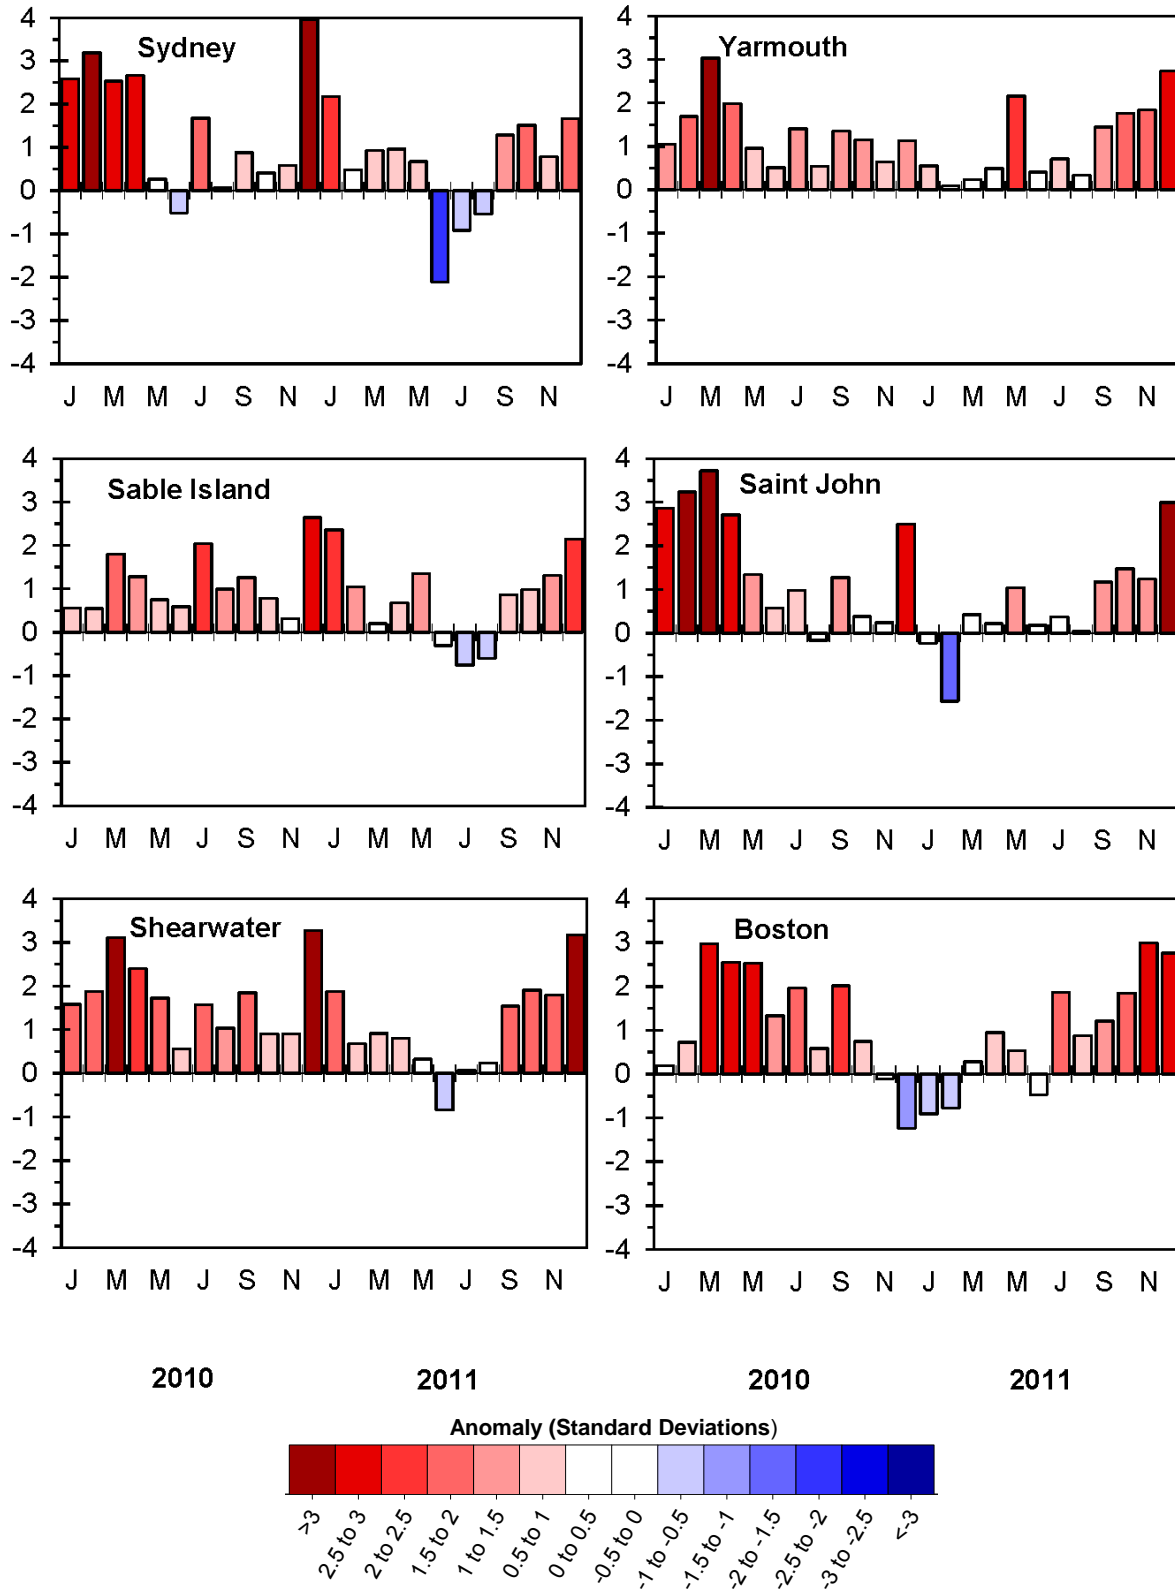 Sydney
4
3
2
1
0
-1
-2
-3
-4
J M M J S N J M M J S N
Yarmouth
4
3
2
1
0
-1
-2
-3
-4
J M M J S N J M M J S N
Sable Island
4
3
2
1
0
-1
-2
-3
-4
J M M J S N J M M J S N
Saint John
4
3
2
1
0
-1
-2
-3
-4
J M M J S N J M M J S N
Shearwater
4
3
2
1
0
-1
-2
-3
-4
J M M J S N J M M J S N
Boston
4
3
2
1
0
-1
-2
-3
-4
J M M J S N J M M J S N
2010 2011 2010 2011
Anomaly (Standard Deviations)
>3
2.5 to 3
2 to 2.5
1.5 to 2
1 to 1.5
0.5 to 1
0 to 0.5
-0.5 to 0
-1 to -0.5
-1.5 to -1
-2 to -1.5
-2.5 to -2
-3 to -2.5
<-3